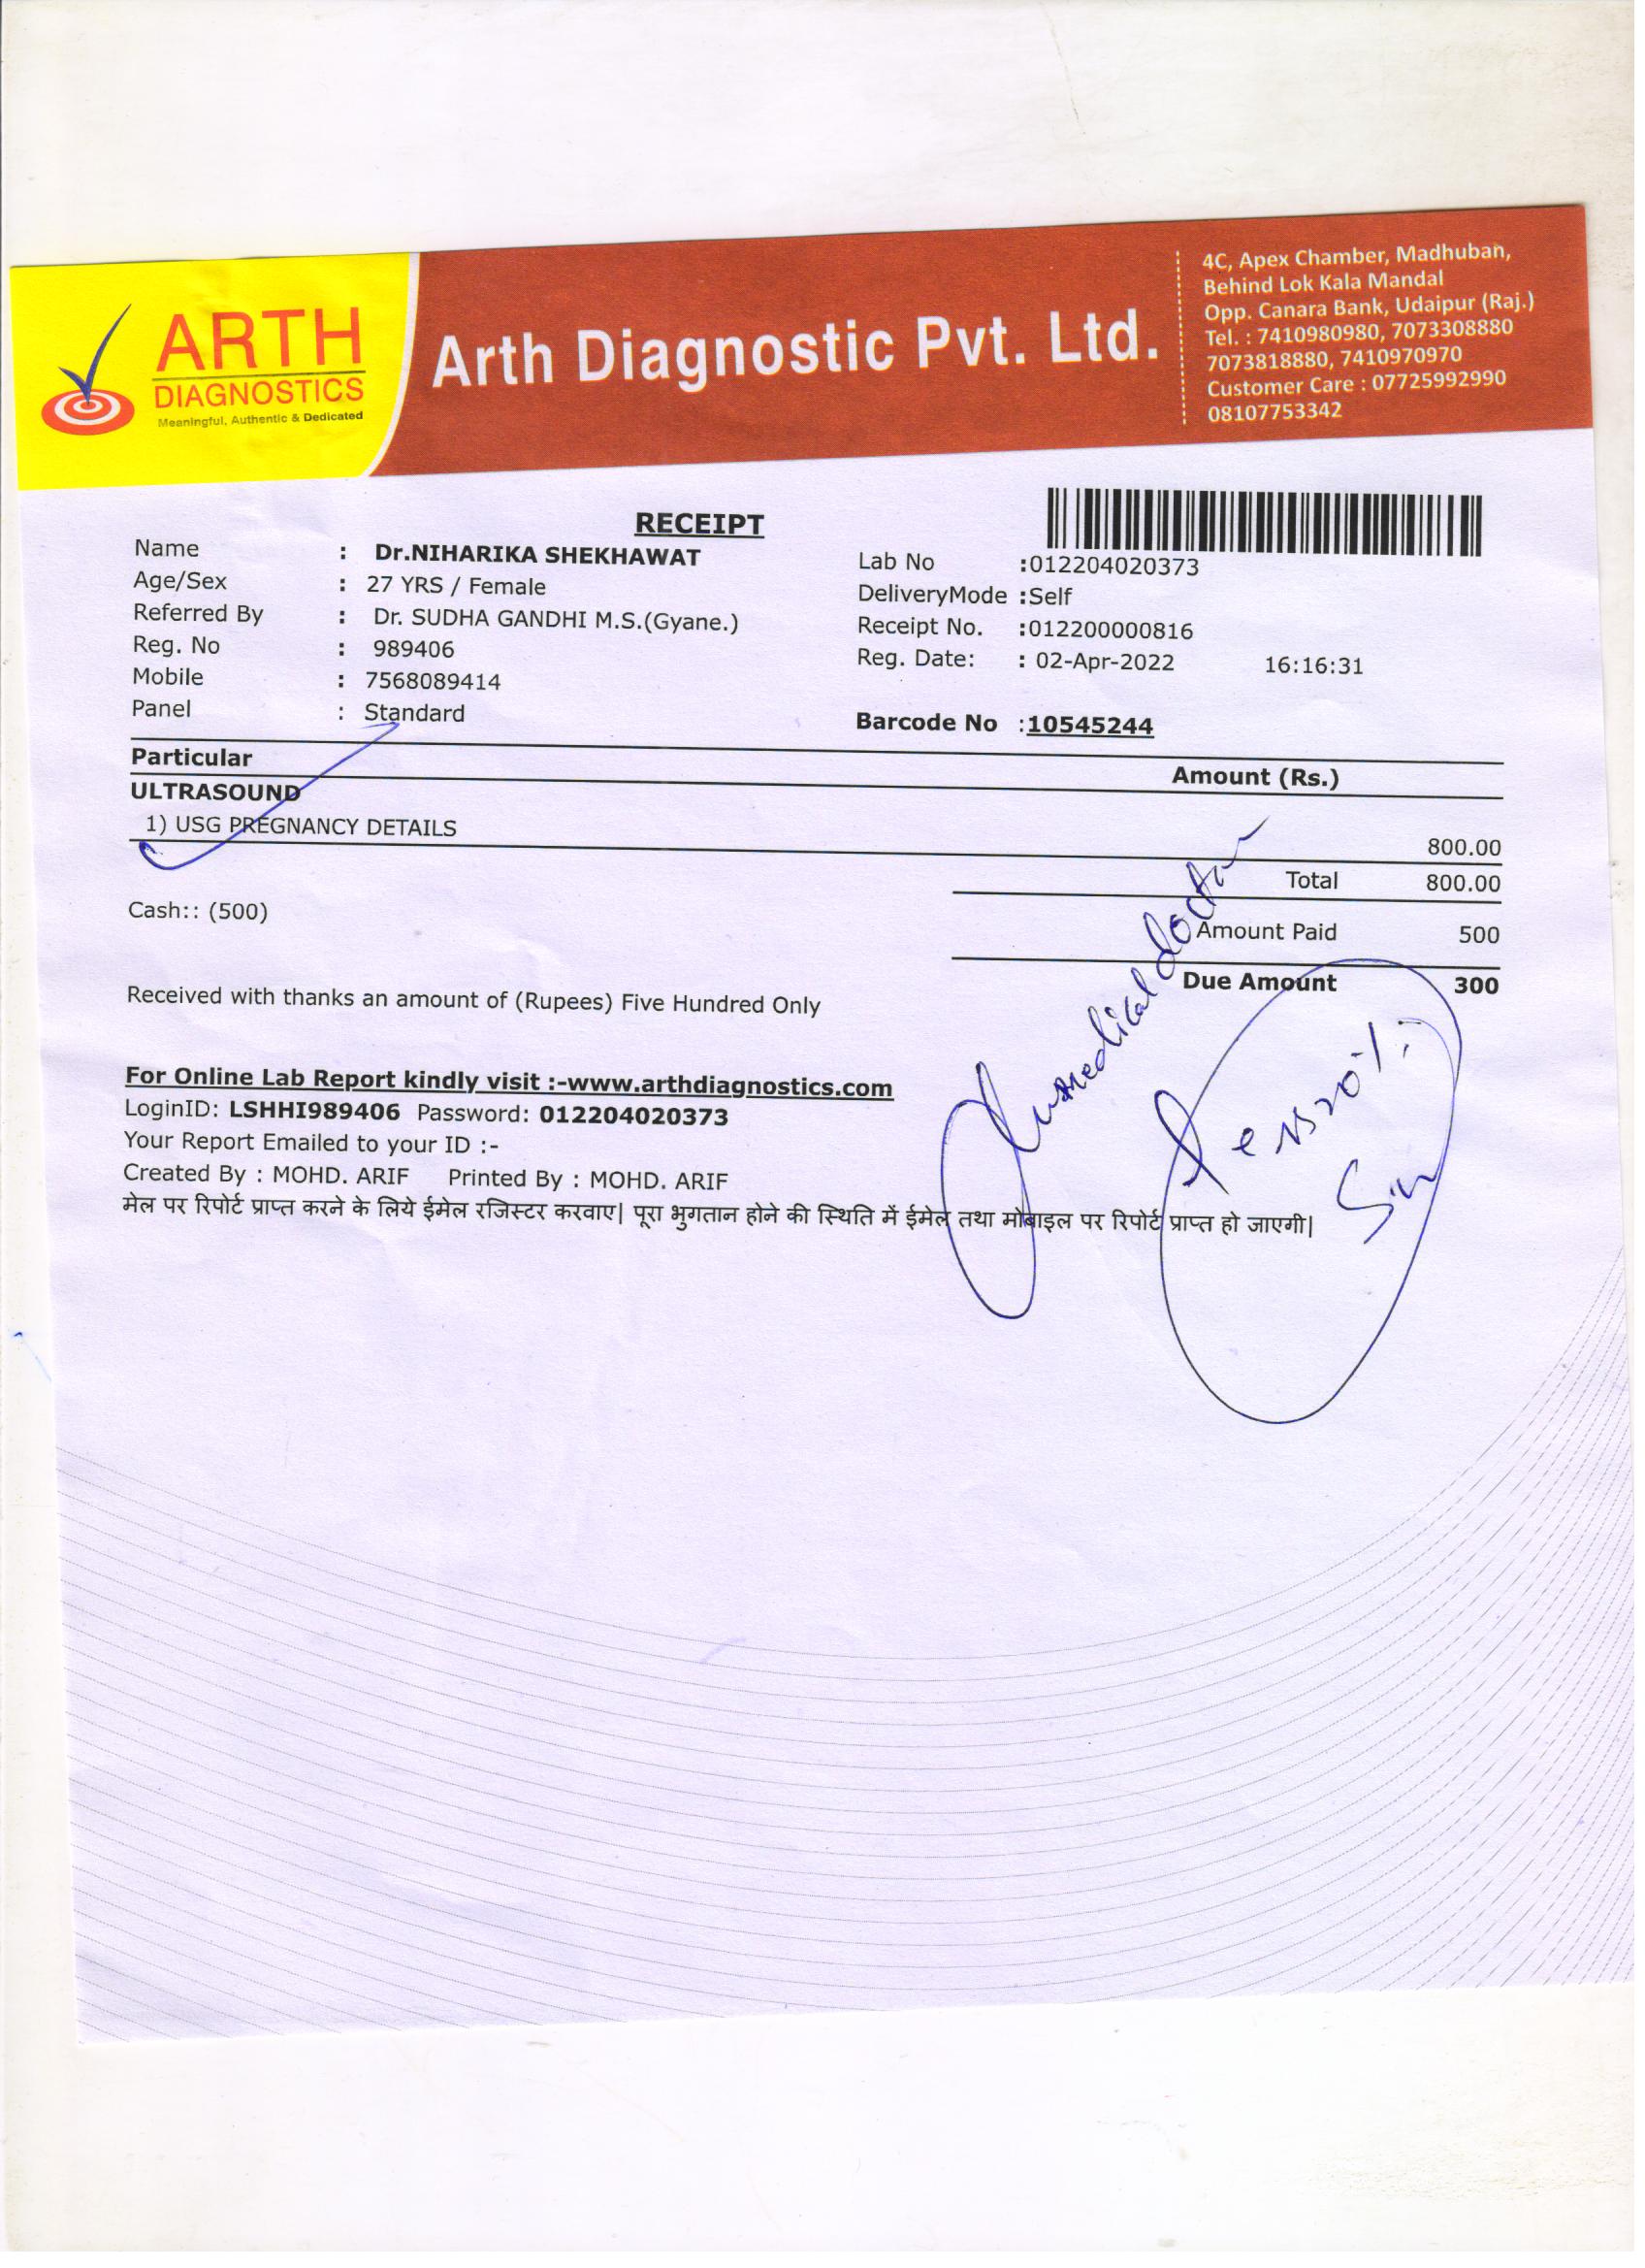 ARTH
DIAGNOSTICS
Meaningful, Authentic & Dedicated
Arth Diagnostic Pvt. Ltd.
4C, Apex Chamber, Madhuban,
Behind Lok Kala Mandal
Opp. Canara Bank, Udaipur (Raj.)
Tel. : 7410980980, 7073308880
7073818880, 7410970970
Customer Care : 07725992990
08107753342
RECEIPT
Name : Dr.NIHARIKA SHEKHAWAT
Age/Sex : 27 YRS / Female
Referred By : Dr. SUDHA GANDHI M.S.(Gyane.)
Reg. No : 989406
Mobile : 7568089414
Panel : Standard
Lab No :012204020373
DeliveryMode :Self
Receipt No. :012200000816
Reg. Date: : 02-Apr-2022 16:16:31
Barcode No :10545244
Particular Amount (Rs.)
ULTRASOUND
1) USG PREGNANCY DETAILS 800.00
Total 800.00
Cash:: (500)
Amount Paid 500
Due Amount 300
Received with thanks an amount of (Rupees) Five Hundred Only
medical doctor
For Online Lab Report kindly visit :-www.arthdiagnostics.com
LoginID: LSHHI989406 Password: 012204020373
Your Report Emailed to your ID :-
Created By : MOHD. ARIF Printed By : MOHD. ARIF
मेल पर रिपोर्ट प्राप्त करने के लिये ईमेल रजिस्टर करवाए| पूरा भुगतान होने की स्थिति में ईमेल तथा मोबाइल पर रिपोर्ट प्राप्त हो जाएगी|